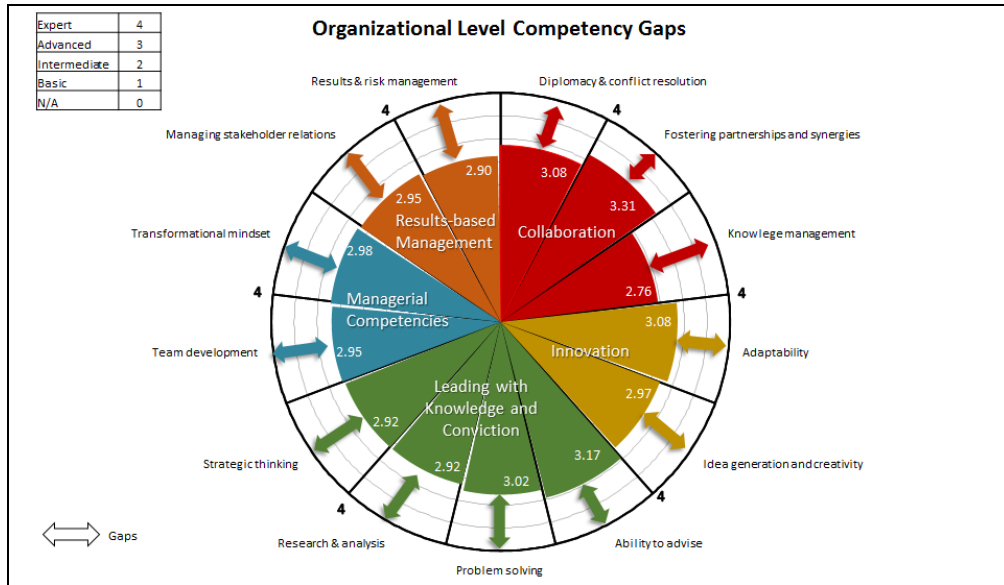 Organizational Level Competency Gaps
Expert 4
Advanced 3
Intermediate 2
Basic 1
N/A 0
Results & risk management
Diplomacy & conflict resolution
4
4
Managing stakeholder relations
Fostering partnerships and synergies
2.90
3.08
2.95
3.31
Results-based
Management
Collaboration
Transformational mindset
Knowlege management
2.98
2.76
4
4
Managerial
Competencies
3.08
Innovation
Team development
Adaptability
2.95
2.97
Leading with
Knowledge and
Conviction
2.92
3.17
2.92
3.02
Strategic thinking
Idea generation and creativity
4
4
Gaps
Research & analysis
Ability to advise
Problem solving